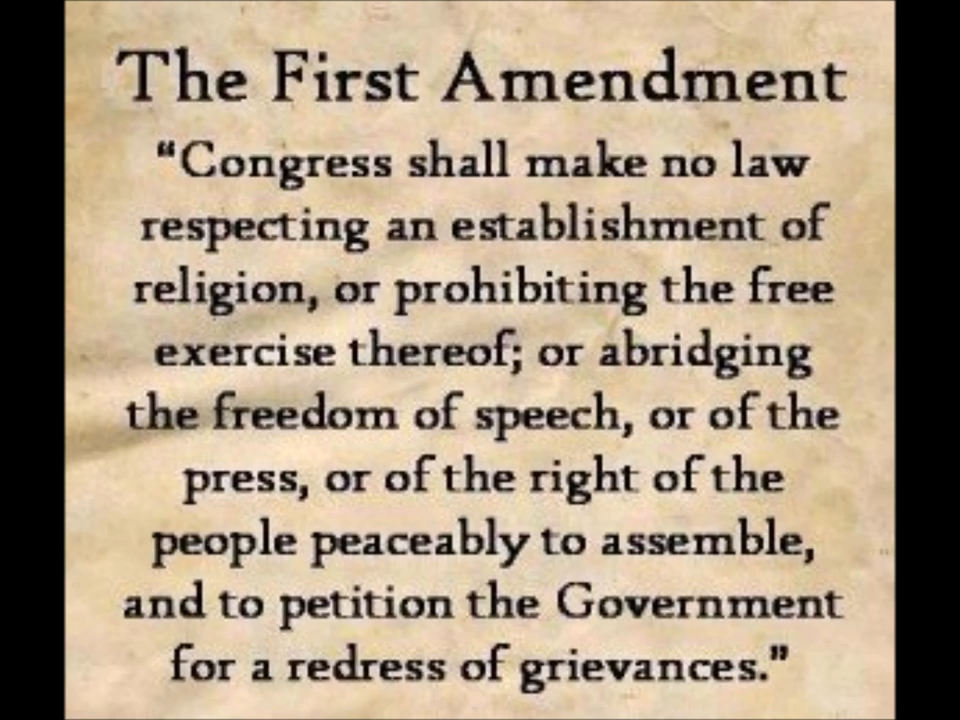 The First Amendment
“Congress shall make no law
respecting an establishment of
religion, or prohibiting the free
exercise thereof; or abridging
the freedom of speech, or of the
press, or of the right of the
people peaceably to assemble,
and to petition the Government
for a redress of grievances.”